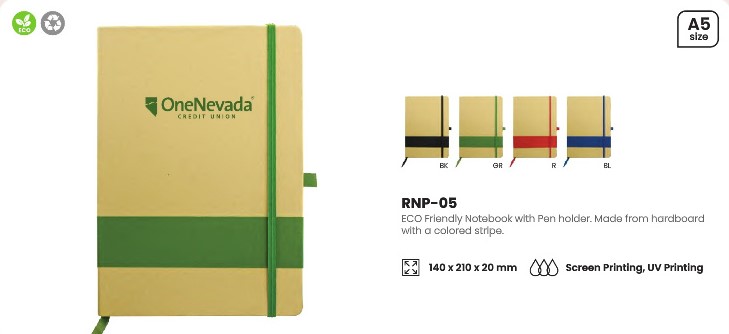 ECO
A5
size
OneNevada
CREDIT UNION
BK
GR
R
BL
RNP-05
ECO Friendly Notebook with Pen holder. Made from hardboard
with a colored stripe.
140 x 210 x 20 mm
Screen Printing, UV Printing